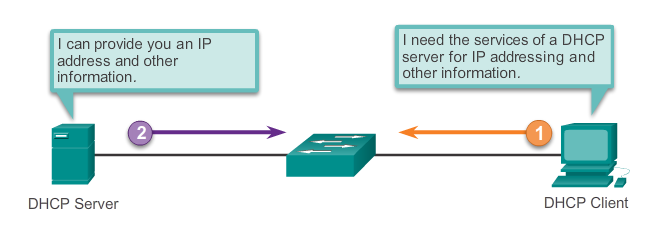 I can provide you an IP
address and other
information.
I need the services of a DHCP
server for IP addressing and
other information.
2
1
DHCP Server
DHCP Client